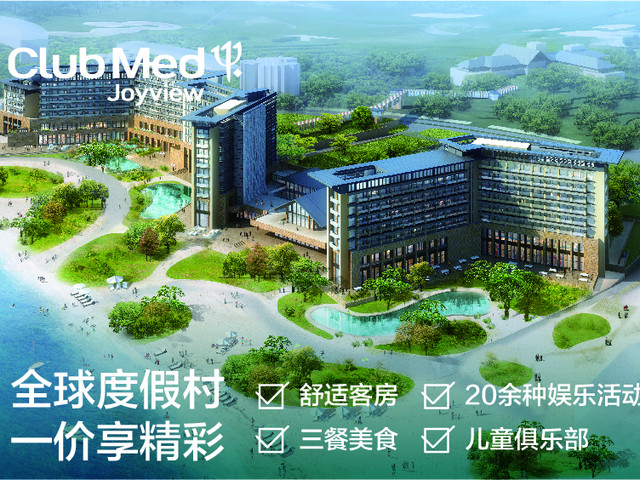 Club Med
Joyview
全球度假村
一价享精彩
舒适客房
20余种娱乐活动
三餐美食
儿童俱乐部